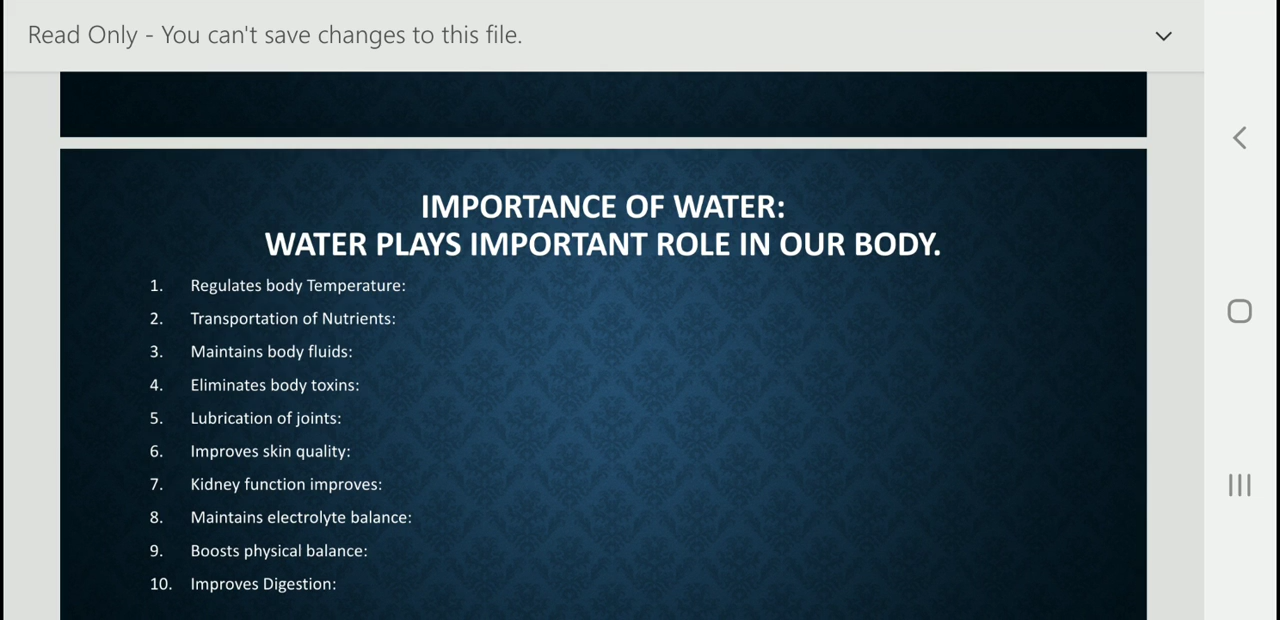 Read Only - You can't save changes to this file.
IMPORTANCE OF WATER:
WATER PLAYS IMPORTANT ROLE IN OUR BODY.
1. Regulates body Temperature:
2. Transportation of Nutrients:
3. Maintains body fluids:
4. Eliminates body toxins:
5. Lubrication of joints:
6. Improves skin quality:
7. Kidney function improves:
8. Maintains electrolyte balance:
9. Boosts physical balance:
10. Improves Digestion: